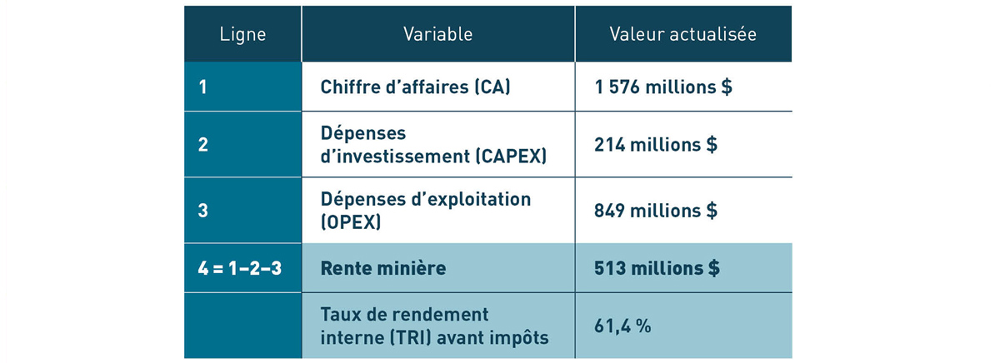 Ligne Variable Valeur actualisée
1 Chiffre d’affaires (CA) 1 576 millions $
2 Dépenses
d’investissement (CAPEX) 214 millions $
3 Dépenses d’exploitation
(OPEX) 849 millions $
4 = 1–2–3 Rente minière 513 millions $
Taux de rendement
interne (TRI) avant impôts 61,4 %